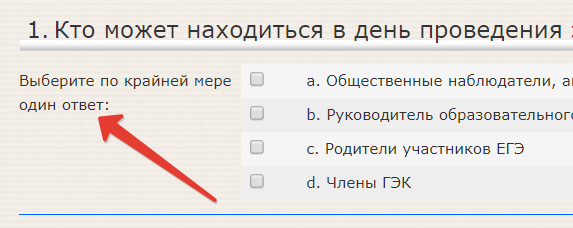 1. Кто может находиться в день проведения
Выберите по крайней мере
один ответ:
a. Общественные наблюдатели,
b. Руководитель образовательного
c. Родители участников ЕГЭ
d. Члены ГЭК